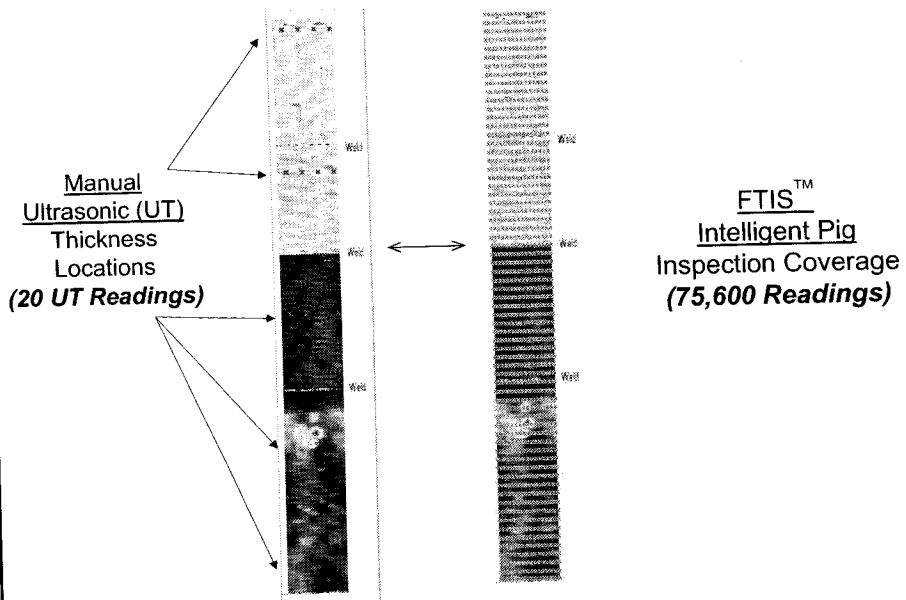 Manual
Ultrasonic (UT)
Thickness
Locations
(20 UT Readings)
Weld
Weld
Weld
Weld
Weld
Weld
FTIS™
Intelligent Pig
Inspection Coverage
(75,600 Readings)